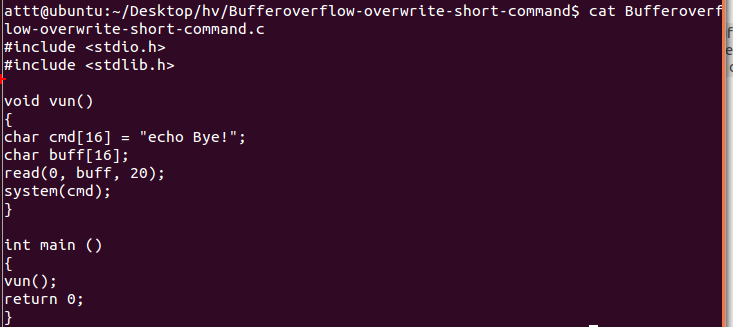 attt@ubuntu:~/Desktop/hv/Bufferoverflow-overwrite-short-command$ cat Bufferoverf
low-overwrite-short-command.c
#include <stdio.h>
#include <stdlib.h>
void vun()
{
char cmd[16] = "echo Bye!";
char buff[16];
read(0, buff, 20);
system(cmd);
}
int main ()
{
vun();
return 0;
}